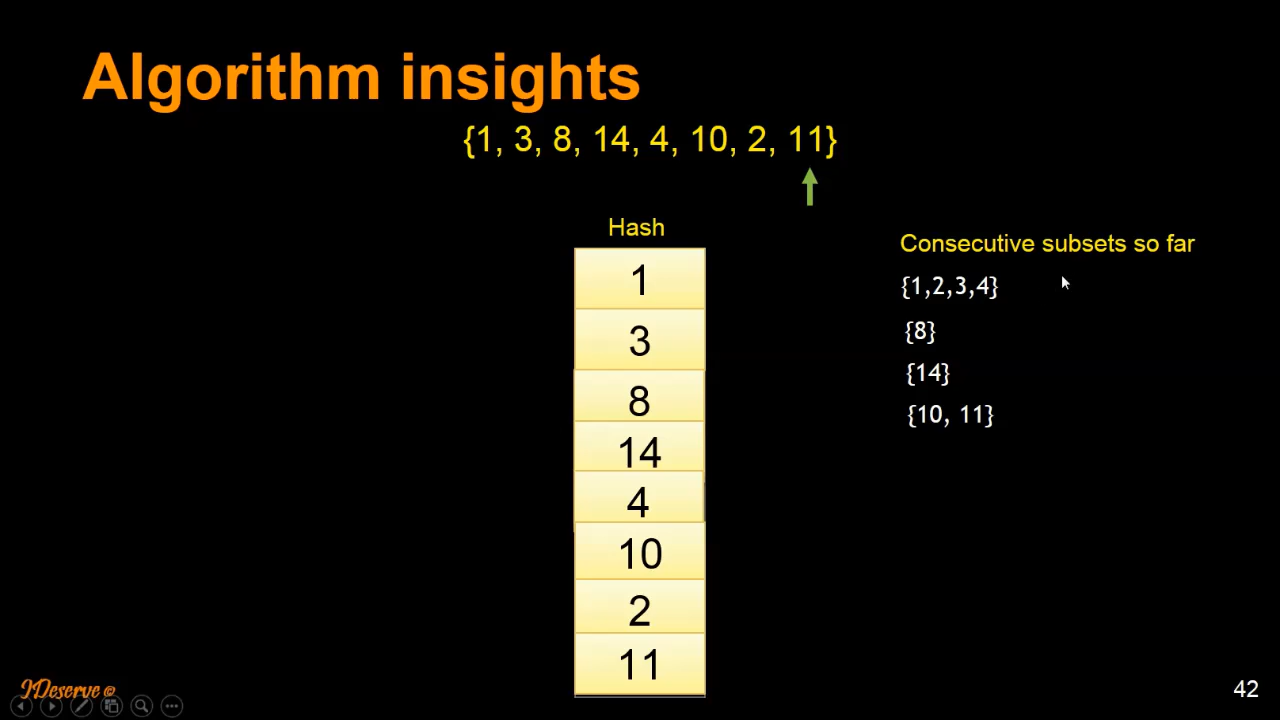 Algorithm insights
{1, 3, 8, 14, 4, 10, 2, 11}
Hash
1
3
8
14
4
10
2
11
Consecutive subsets so far
{1,2,3,4}
{8}
{14}
{10, 11}
IDeserve ©
42